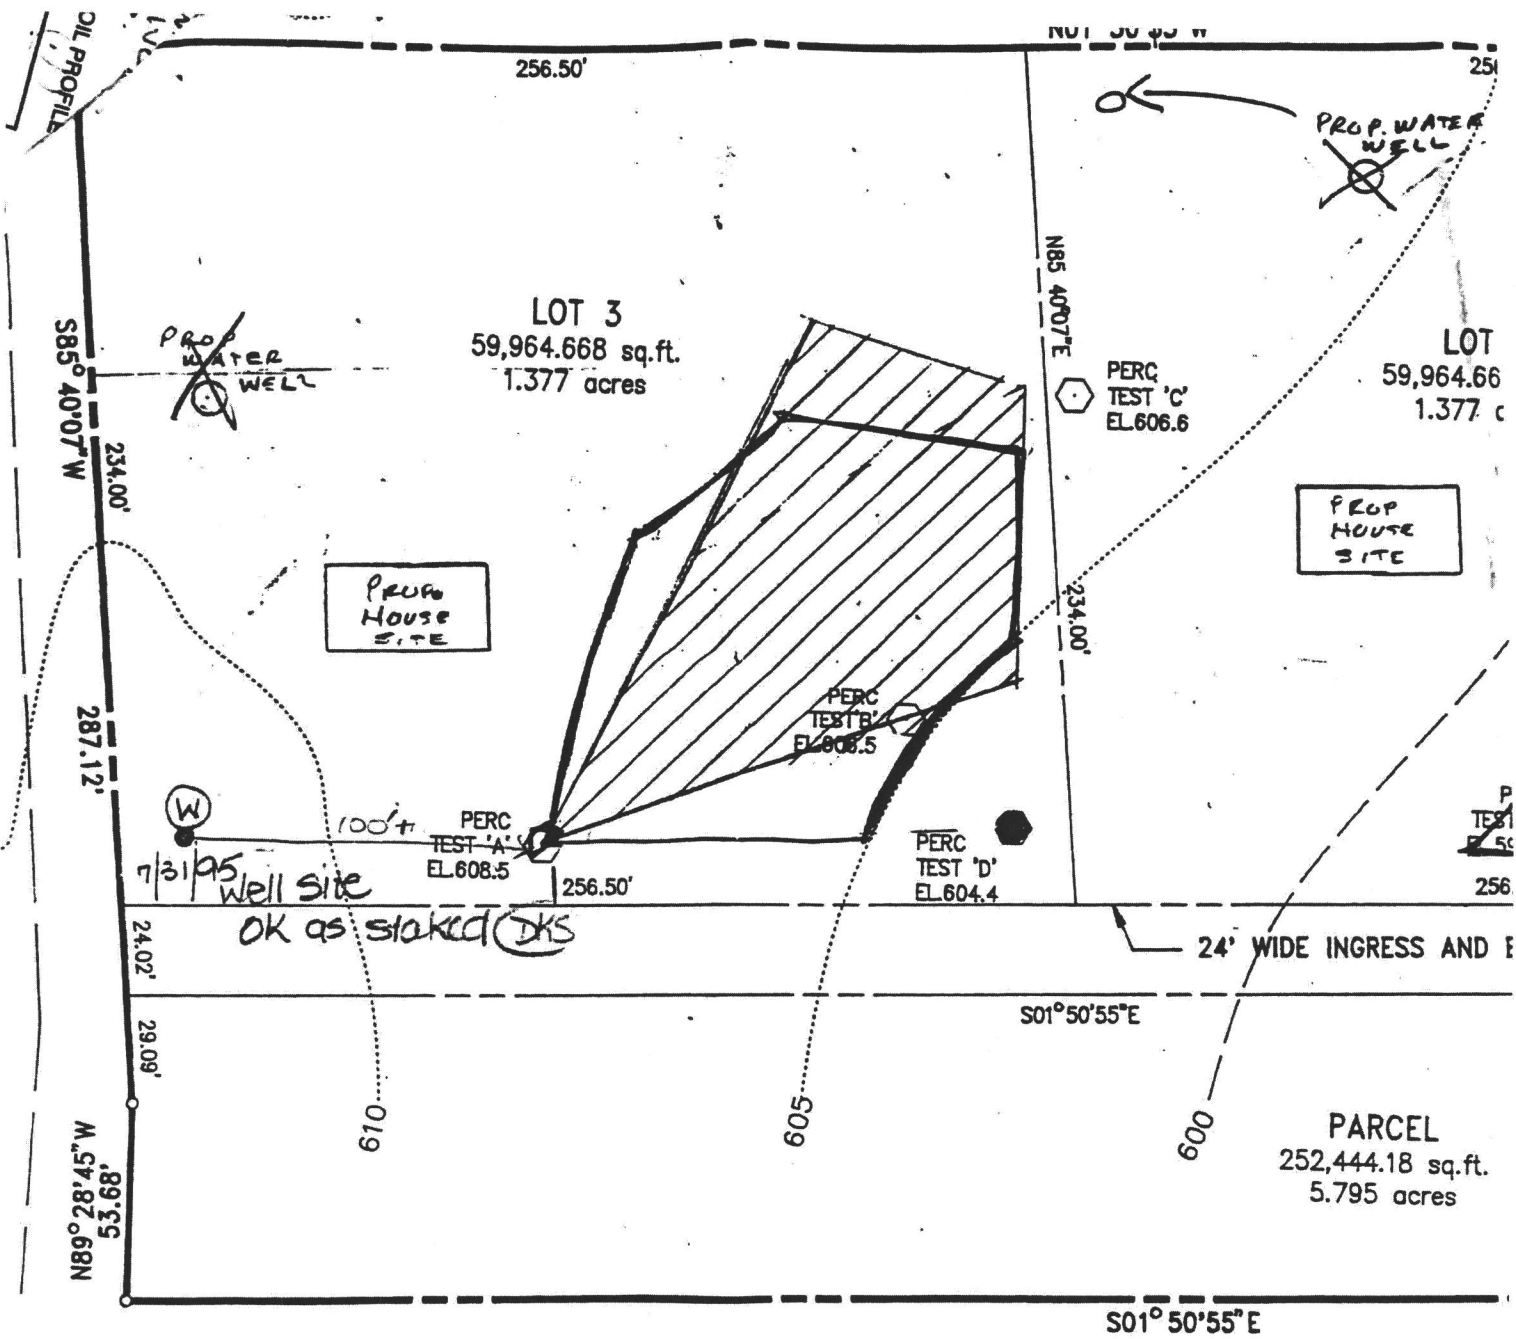 OIL PROFILE
256.50'
PROP. WATER
WELL
N85 40'07"E
LOT 3
59,964.668 sq.ft.
1.377 acres
PROP
WATER
WELL
S85°40'07"W
234.00'
PERC
TEST 'C'
EL.606.6
LOT
59,964.66
1.377
PROP
HOUSE
SITE
PROP.
HOUSE
SITE
234.00'
PERC
TEST 'B'
287.12'
W
100'±
PERC
TEST 'A'
EL.608.5
7/31/95
Well site
OK as staked DKS
256.50'
PERC
TEST 'D'
EL.604.4
256.
24' WIDE INGRESS AND E
24.02'
S01°50'55"E
29.09'
610
605
600
N89°28'45"W
53.68'
PARCEL
252,444.18 sq.ft.
5.795 acres
S01°50'55"E